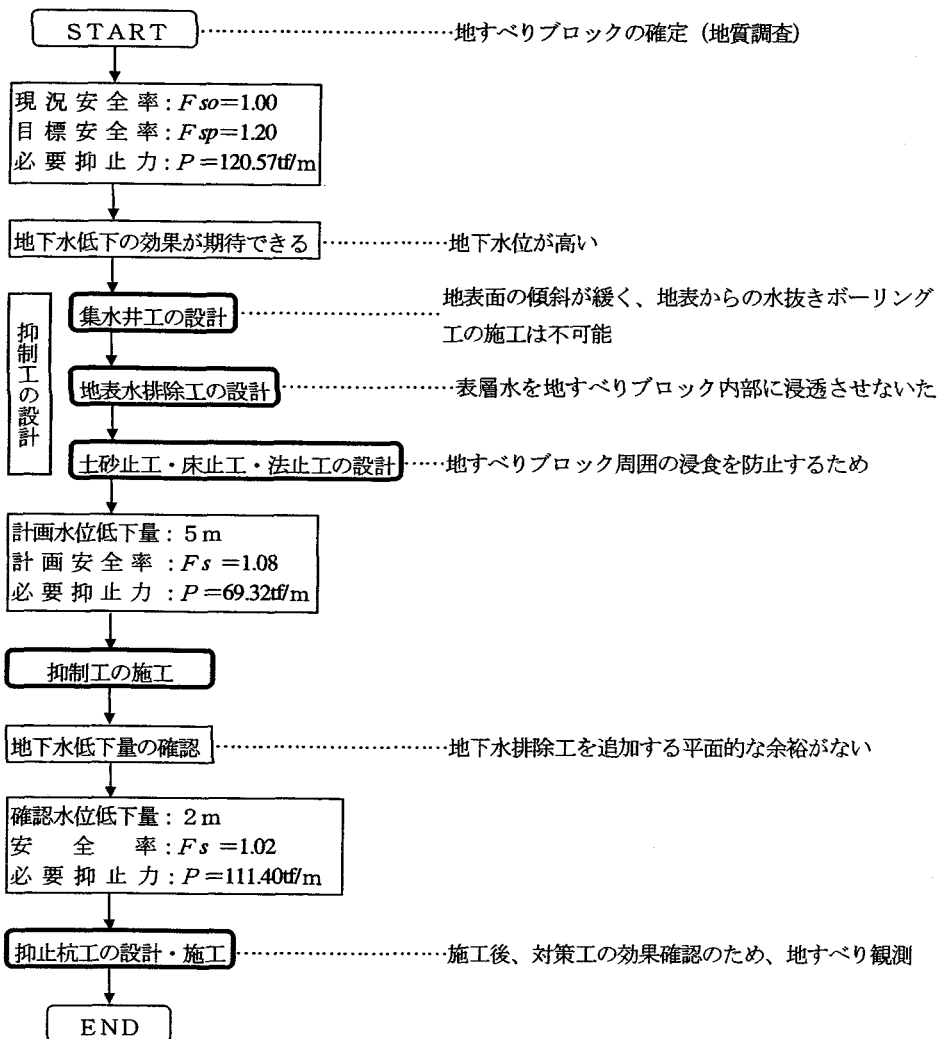 START
地すべりブロックの確定 (地質調査)
現況安全率:Fso=1.00
目標安全率:Fsp=1.20
必要抑止力:P=120.57tf/m
地下水低下の効果が期待できる
地下水位が高い
抑制工の設計
集水井工の設計
地表面の傾斜が緩く、地表からの水抜きボーリング
工の施工は不可能
地表水排除工の設計
表層水を地すべりブロック内部に浸透させないた
土砂止工・床止工・法止工の設計
地すべりブロック周囲の浸食を防止するため
計画水位低下量:5m
計画安全率:Fs=1.08
必要抑止力:P=69.32tf/m
抑制工の施工
地下水低下量の確認
地下水排除工を追加する平面的な余裕がない
確認水位低下量:2m
安全率:Fs=1.02
必要抑止力:P=111.40tf/m
抑止杭工の設計・施工
施工後、対策工の効果確認のため、地すべり観測
END